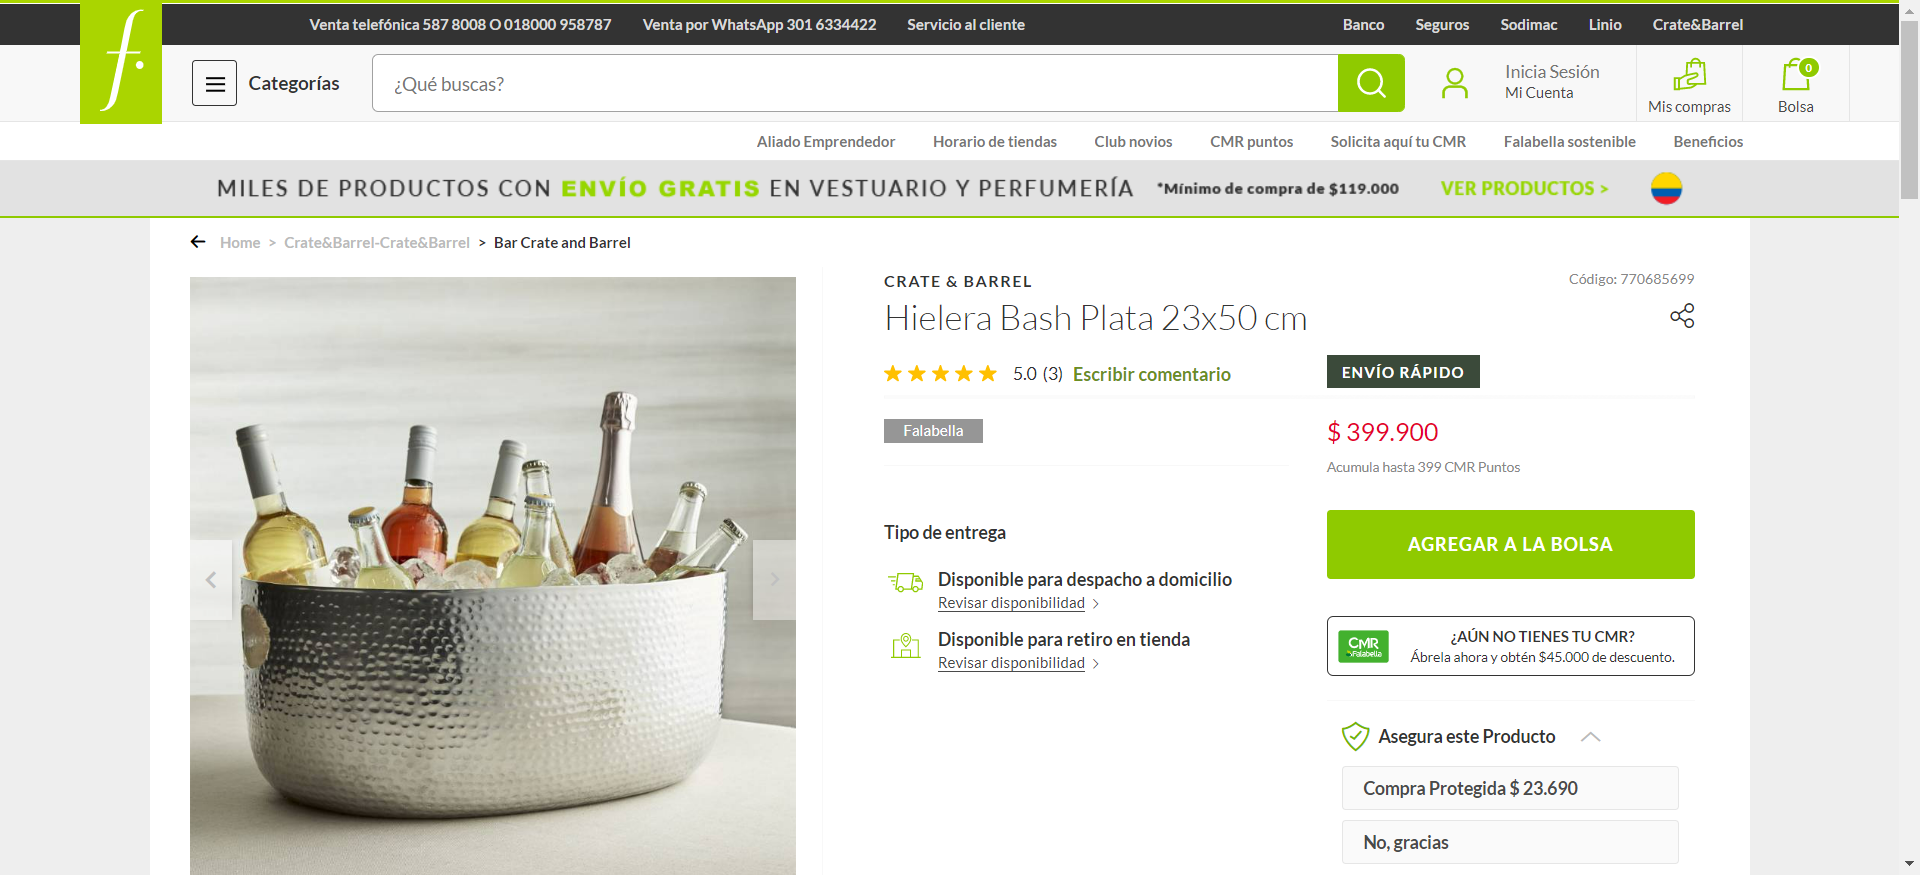 Venta telefónica 587 8008 O 018000 958787 Venta por WhatsApp 301 6334422 Servicio al cliente Banco Seguros Sodimac Linio Crate&Barrel
f.
Categorías ¿Qué buscas? Inicia Sesión
Mi Cuenta
Mis compras
0
Bolsa
Aliado Emprendedor Horario de tiendas Club novios CMR puntos Solicita aquí tu CMR Falabella sostenible Beneficios
MILES DE PRODUCTOS CON ENVÍO GRATIS EN VESTUARIO Y PERFUMERÍA *Mínimo de compra de $119.000 VER PRODUCTOS >
Home > Crate&Barrel-Crate&Barrel > Bar Crate and Barrel
CRATE & BARREL
Código: 770685699
Hielera Bash Plata 23x50 cm
5.0 (3) Escribir comentario
ENVÍO RÁPIDO
Falabella
$ 399.900
Acumula hasta 399 CMR Puntos
AGREGAR A LA BOLSA
Tipo de entrega
Disponible para despacho a domicilio
Revisar disponibilidad >
Disponible para retiro en tienda
Revisar disponibilidad >
CMR
Falabella
¿AÚN NO TIENES TU CMR?
Ábrela ahora y obtén $45.000 de descuento.
Asegura este Producto
Compra Protegida $ 23.690
No, gracias